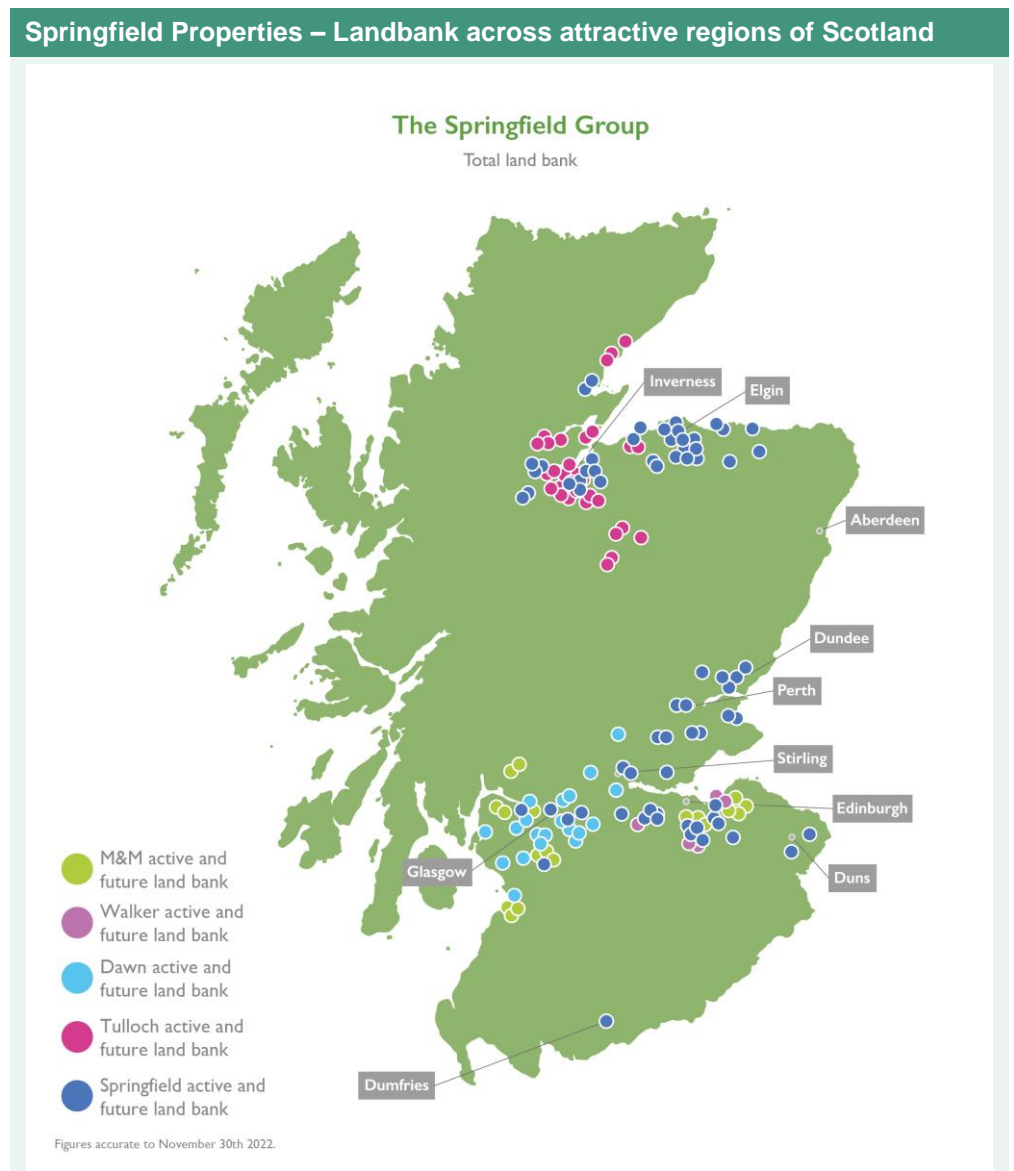 Springfield Properties – Landbank across attractive regions of Scotland
The Springfield Group
Total land bank
Inverness
Elgin
Aberdeen
Dundee
Perth
Stirling
Edinburgh
Glasgow
Duns
Dumfries
M&M active and
future land bank
Walker active and
future land bank
Dawn active and
future land bank
Tulloch active and
future land bank
Springfield active and
future land bank
Figures accurate to November 30th 2022.